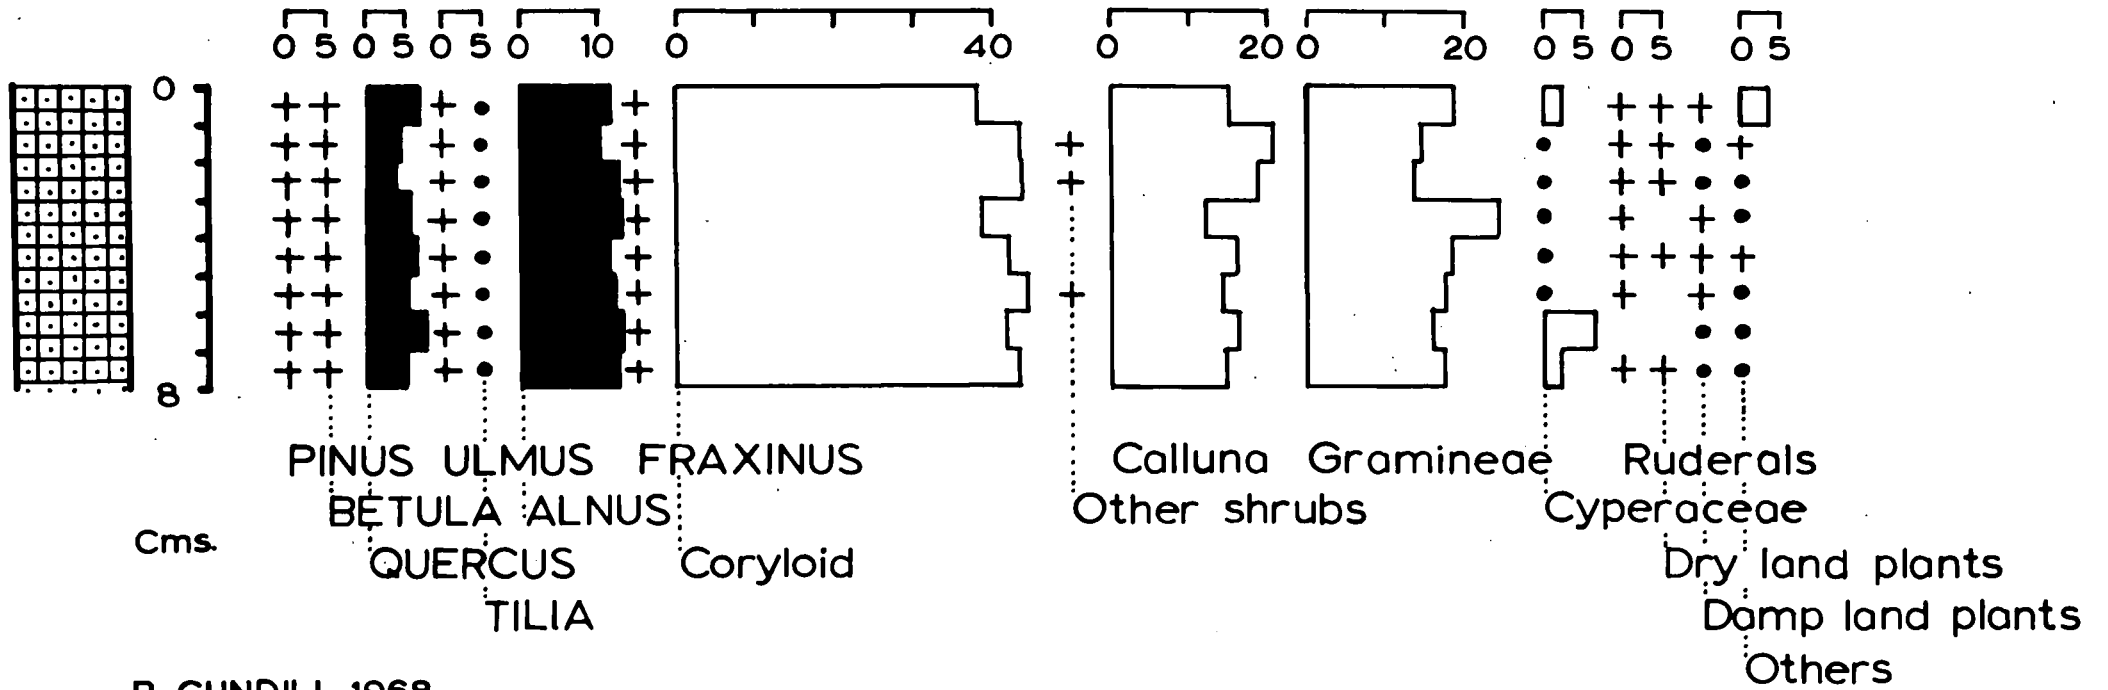 0 5 0 5 0 5 0 10 0 40 0 20 0 20 0 5 0 5 0 5
0
8
PINUS ULMUS FRAXINUS Calluna Gramineae Ruderals
BETULA ALNUS Other shrubs Cyperaceae
Cms.
QUERCUS Coryloid Dry land plants
TILIA Damp land plants
Others
P. GUNDILL 1968